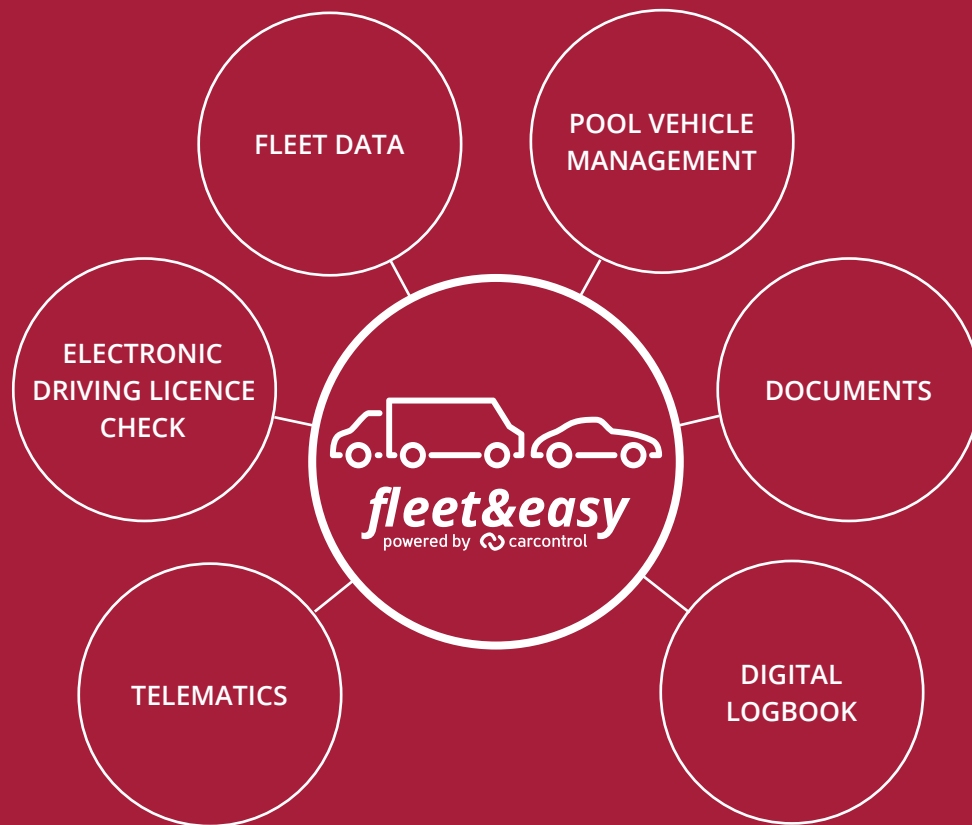 FLEET DATA
POOL VEHICLE
MANAGEMENT
ELECTRONIC
DRIVING LICENCE
CHECK
DOCUMENTS
fleet&easy
powered by carcontrol
TELEMATICS
DIGITAL
LOGBOOK